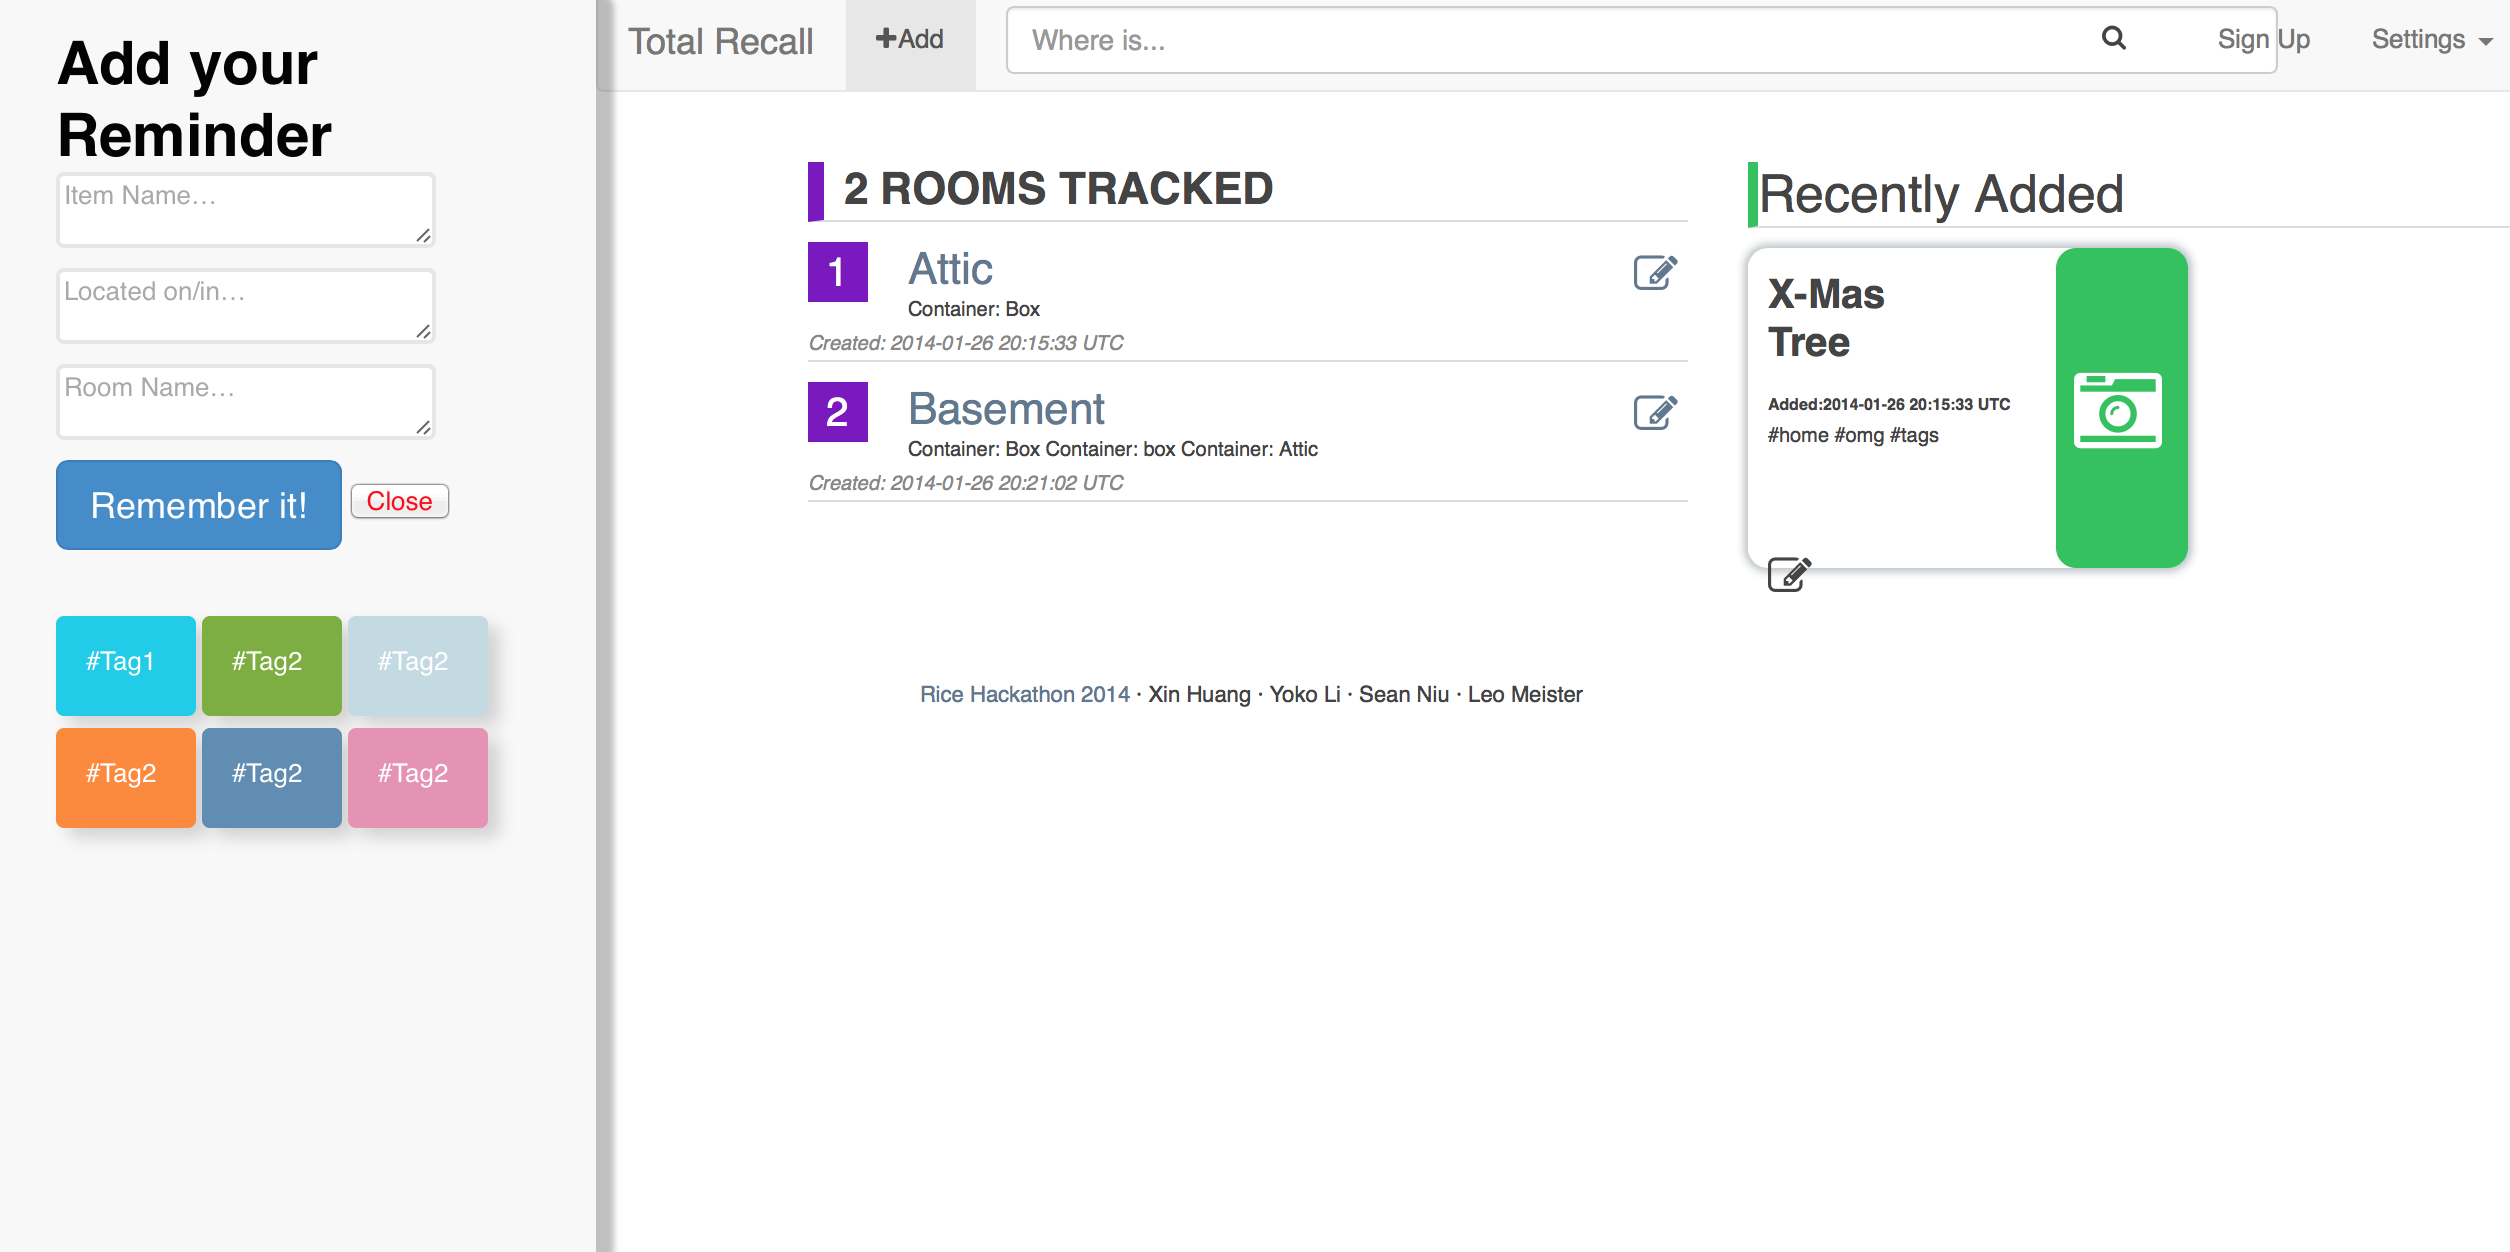 Add your
Reminder
Item Name...
Located on/in...
Room Name...
Remember it!
Close
#Tag1
#Tag2
#Tag2
#Tag2
#Tag2
#Tag2
Total Recall
Add
Where is...
Sign Up
Settings
2 ROOMS TRACKED
1
Attic
Container: Box
Created: 2014-01-26 20:15:33 UTC
2
Basement
Container: Box Container: box Container: Attic
Created: 2014-01-26 20:21:02 UTC
Recently Added
X-Mas
Tree
Added:2014-01-26 20:15:33 UTC
#home #omg #tags
Rice Hackathon 2014 · Xin Huang · Yoko Li · Sean Niu · Leo Meister